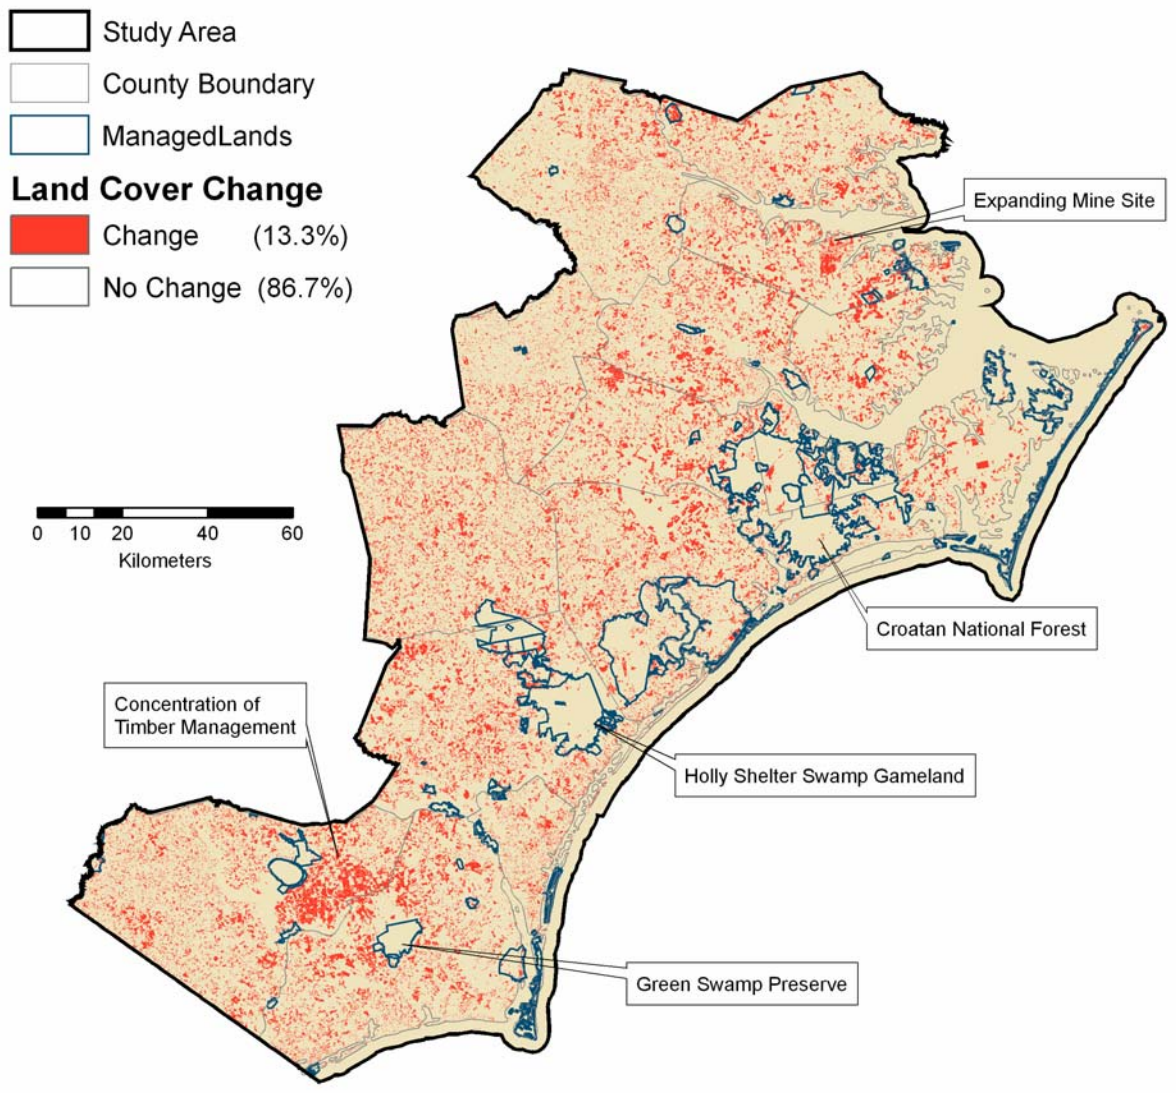 Study Area
County Boundary
ManagedLands
Land Cover Change
Change (13.3%)
No Change (86.7%)
Expanding Mine Site
0 10 20 40 60
Kilometers
Croatan National Forest
Concentration of
Timber Management
Holly Shelter Swamp Gameland
Green Swamp Preserve